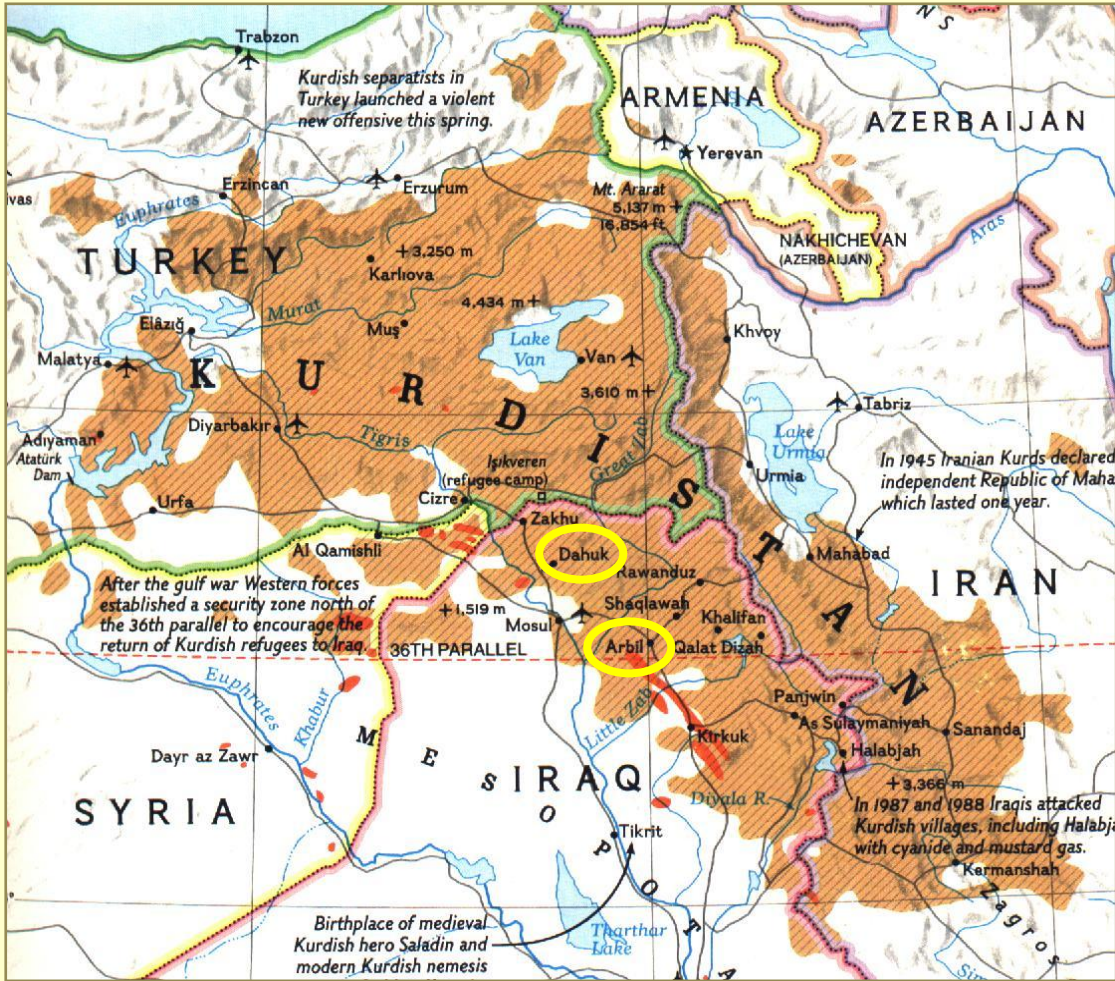 NS
Trabzon
Kurdish separatists in
Turkey launched a violent
new offensive this spring.
ARMENIA
AZERBAIJAN
Yerevan
Erzincan
Erzurum
vas
Euphrates
Mt. Ararat
5,137 m
16,854 ft
NAKHICHEVAN
(AZERBAIJAN)
Aras
TURKEY
3,250 m
Karlıova
4,434 m
Murat
Elâzığ
Muş
Khvoy
Lake
Van
Van
Malatya
KURDISTAN
3,610 m
Tabriz
Adıyaman
Atatürk
Dam
Diyarbakır
Tigris
Great Zab
Lake
Urmia
Urmia
In 1945 Iranian Kurds declared
independent Republic of Maha
which lasted one year.
Işıkveren
(refugee camp)
Cizre
Urfa
Zakhu
Al Qamishli
Dahuk
Rawanduz
Mahabad
IRAN
After the gulf war Western forces
established a security zone north of
the 36th parallel to encourage the
return of Kurdish refugees to Iraq.
1,519 m
Mosul
Shaqlawah
Khalifan
Arbil
Qalat Dizah
36TH PARALLEL
Euphrates
Khabur
Little Zab
Panjwin
As Sulaymaniyah
Sanandaj
Kirkuk
Halabjah
Dayr az Zawr
MESOPOTA
IRAQ
SYRIA
Diyala R.
3,366 m
In 1987 and 1988 Iraqis attacked
Kurdish villages, including Halabja
with cyanide and mustard gas.
Tikrit
Kermanshah
Zagros
Birthplace of medieval
Kurdish hero Saladin and
modern Kurdish nemesis
Tharthar
Lake
Sim